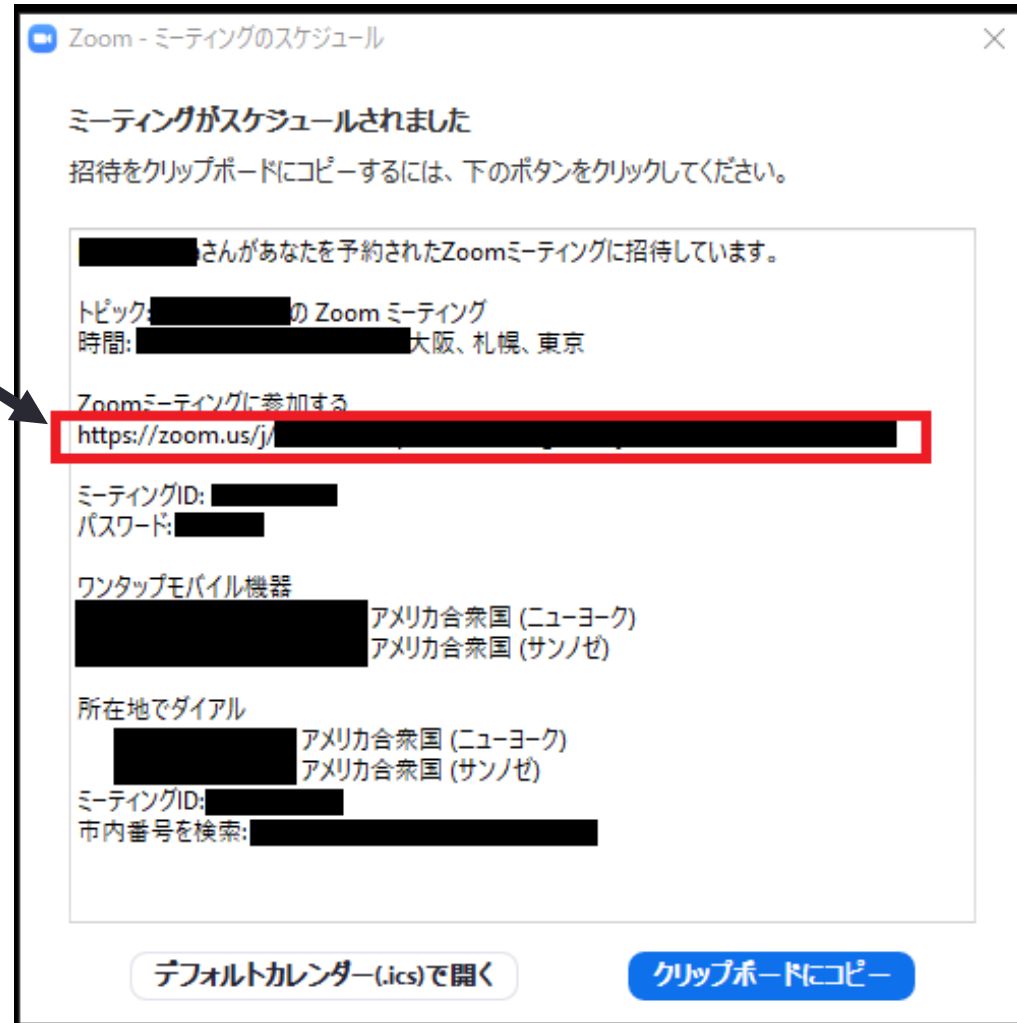 Zoom - ミーティングのスケジュール
ミーティングがスケジュールされました
招待をクリップボードにコピーするには、下のボタンをクリックしてください。
さんがあなたを予約されたZoomミーティングに招待しています。
トピック: の Zoom ミーティング
時間: 大阪、札幌、東京
Zoomミーティングに参加する
https://zoom.us/j/
ミーティングID:
パスワード:
ワンタップモバイル機器
アメリカ合衆国 (ニューヨーク)
アメリカ合衆国 (サンノゼ)
所在地でダイアル
アメリカ合衆国 (ニューヨーク)
アメリカ合衆国 (サンノゼ)
ミーティングID:
市内番号を検索:
デフォルトカレンダー(.ics)で開く
クリップボードにコピー